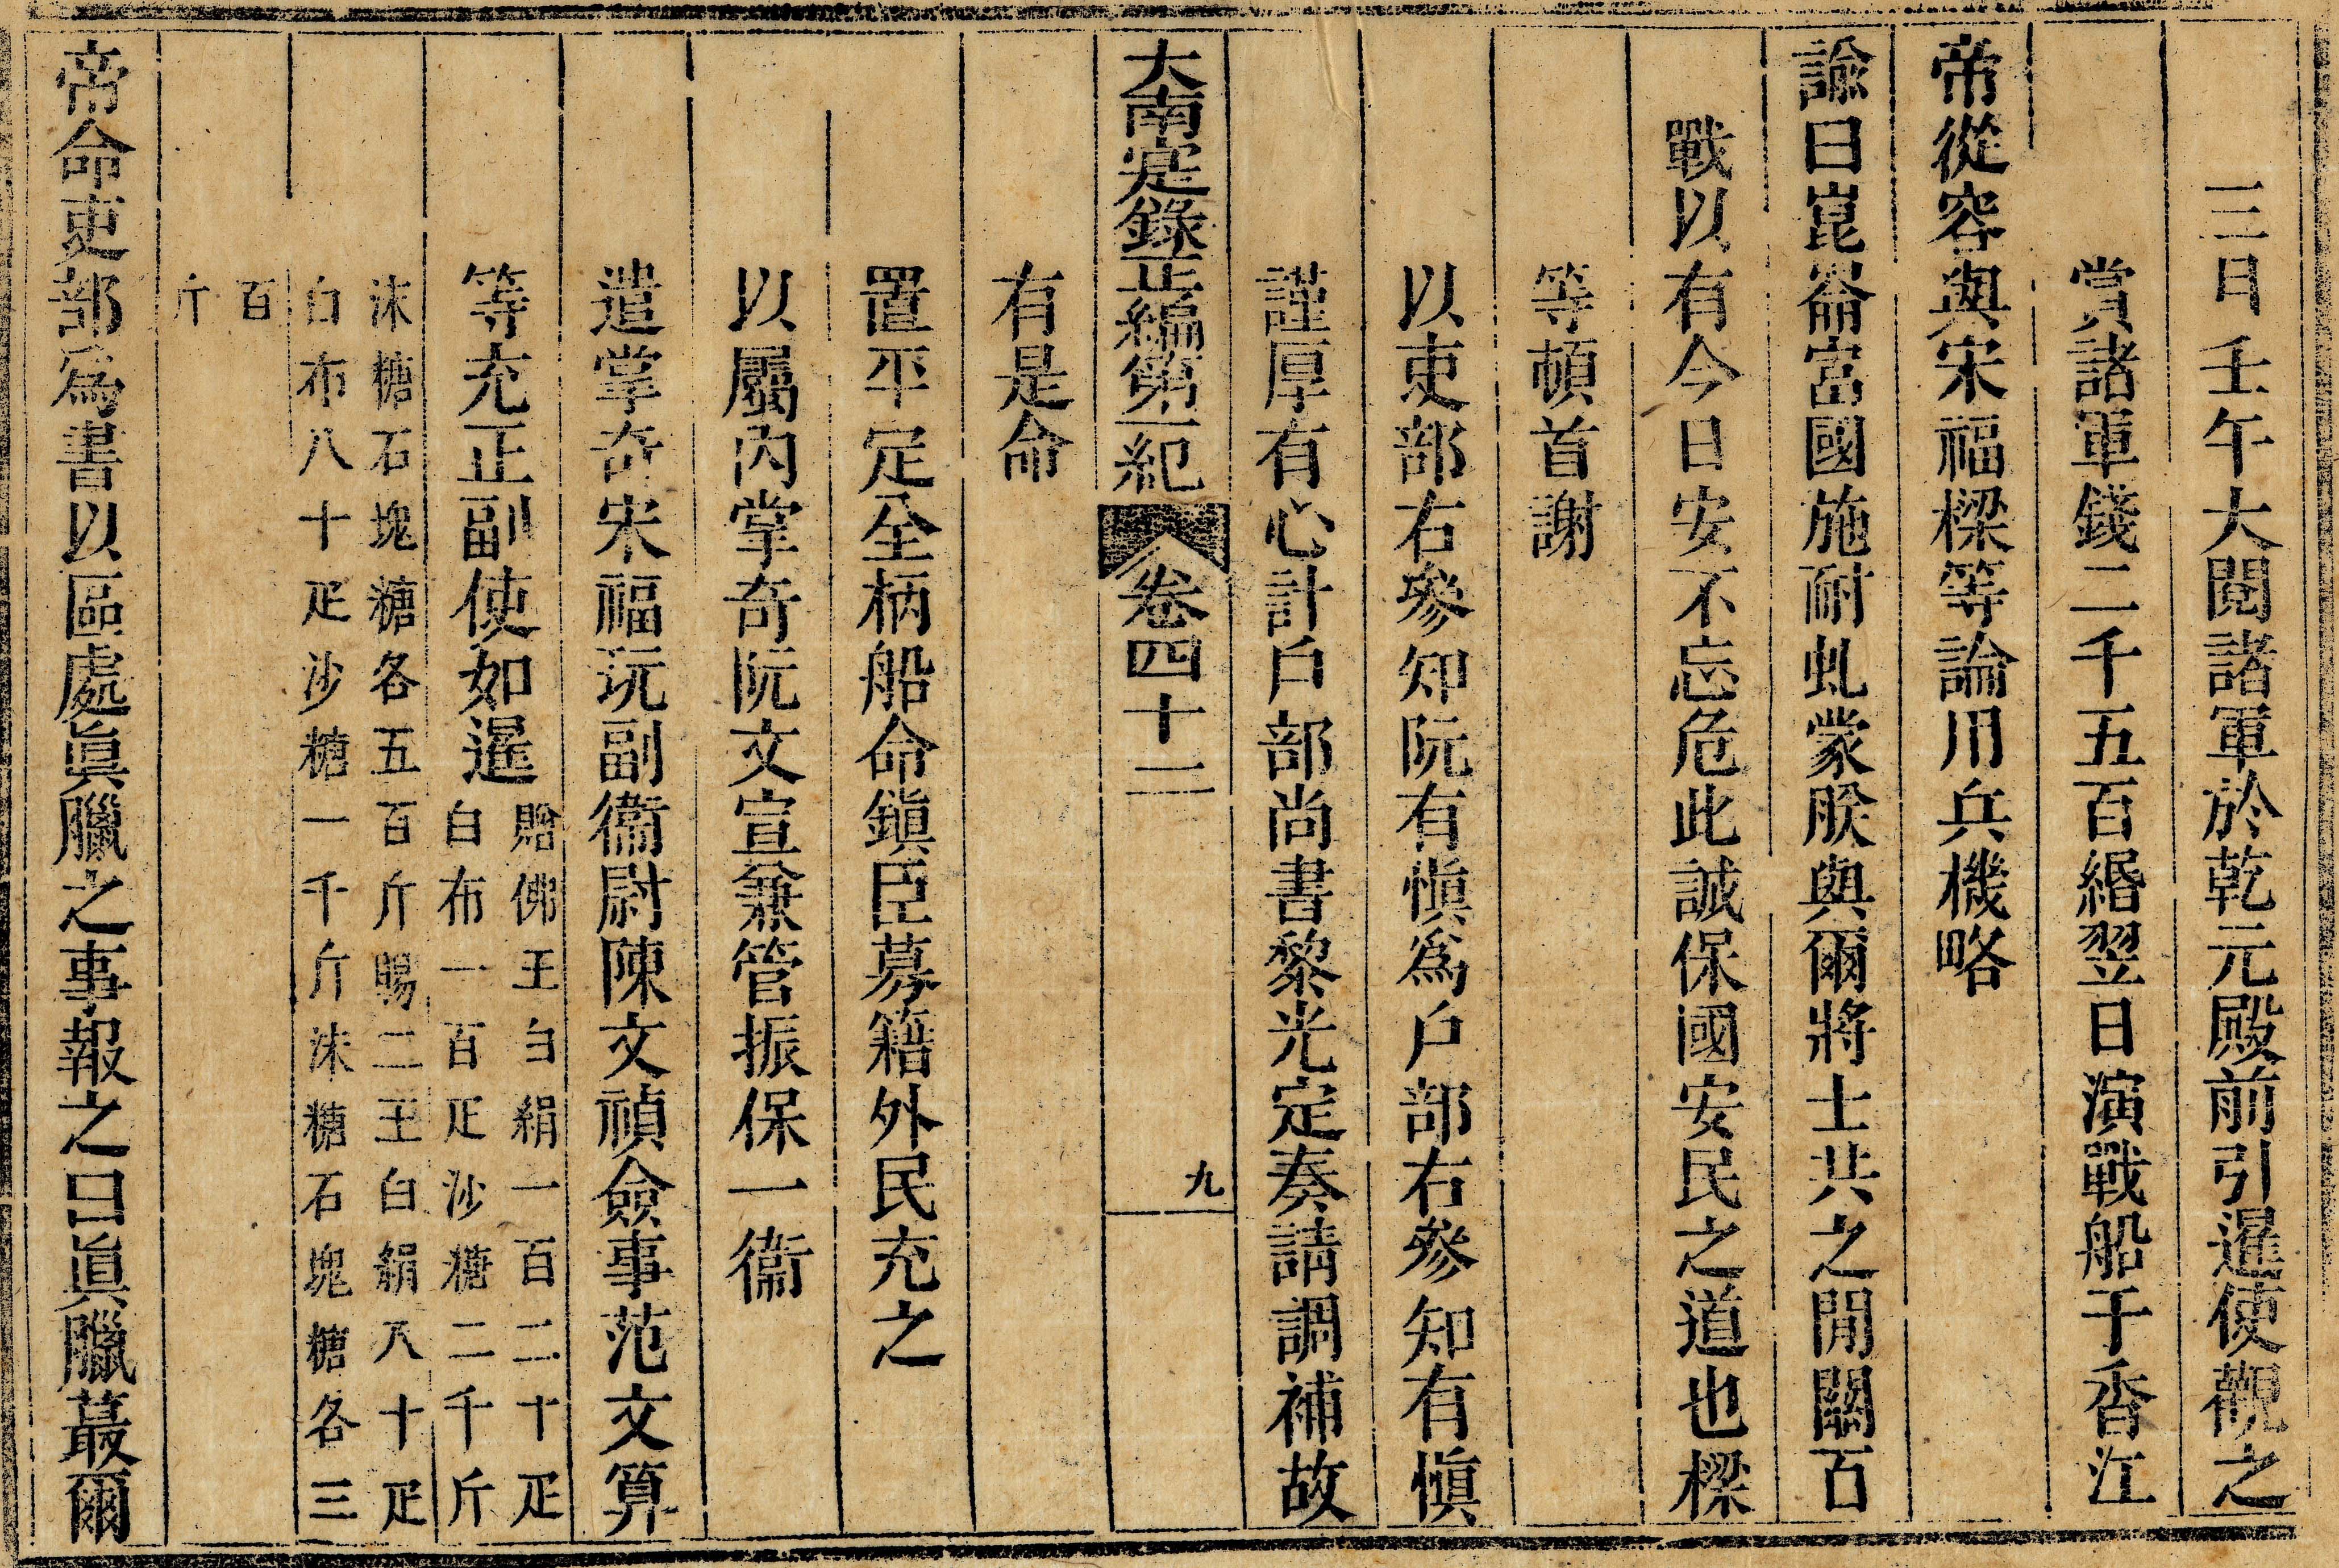 三日壬午大閱諸軍於乾元殿前引暹使觀之
賞諸軍錢二千五百緡翌日演戰船于香江
帝從容與宋福樑等論用兵機略
諭曰崑崙富國施耐虬蒙朕與爾將士共之閒關百
戰以有今日安不忘危此誠保國安民之道也樑
等頓首謝
以吏部右參知阮有慎爲戶部右參知有慎
謹厚有心計戶部尚書黎光定奏請調補故
大南寔錄正編第一紀 卷四十二 九
有是命
置平定全柄船命鎮臣募籍外民充之
以屬內掌奇阮文宣兼管振保一衞
遣掌奇宋福玩副衞尉陳文禎僉事范文算
等充正副使如暹
贈佛王白絹一百二十疋
白布一百疋沙糖二千斤
沫糖石塊糖各五百斤賜二王白絹八十疋
白布八十疋沙糖一千斤沫糖石塊糖各三
百
斤
帝命吏部爲書以區處眞臘之事報之曰眞臘蕞爾